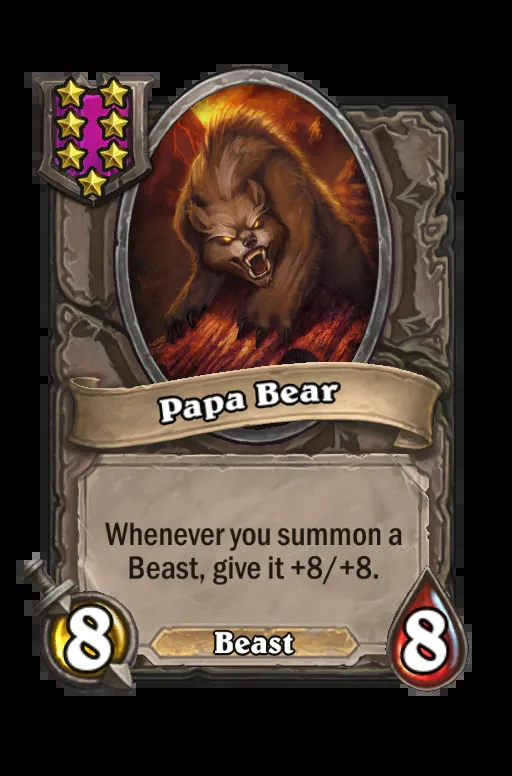 Papa Bear
Whenever you summon a
Beast, give it +8/+8.
8
Beast
8